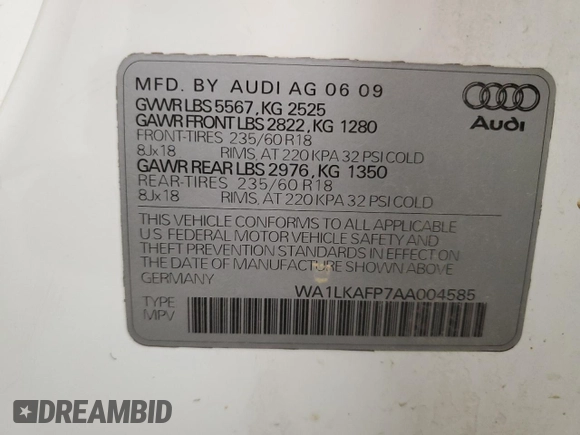 MFD. BY AUDI AG 06 09
GVWR LBS 5567, KG 2525
GAWR FRONT LBS 2822, KG 1280
FRONT-TIRES 235/60 R18
8Jx18 RIMS, AT 220 KPA 32 PSI COLD
GAWR REAR LBS 2976, KG 1350
REAR-TIRES 235/60 R18
8Jx18 RIMS, AT 220 KPA 32 PSI COLD
Audi
THIS VEHICLE CONFORMS TO ALL APPLICABLE
U.S. FEDERAL MOTOR VEHICLE SAFETY AND
THEFT PREVENTION STANDARDS IN EFFECT ON
THE DATE OF MANUFACTURE SHOWN ABOVE
GERMANY
WA1LKAFP7AA004585
TYPE
MPV
DREAMBID